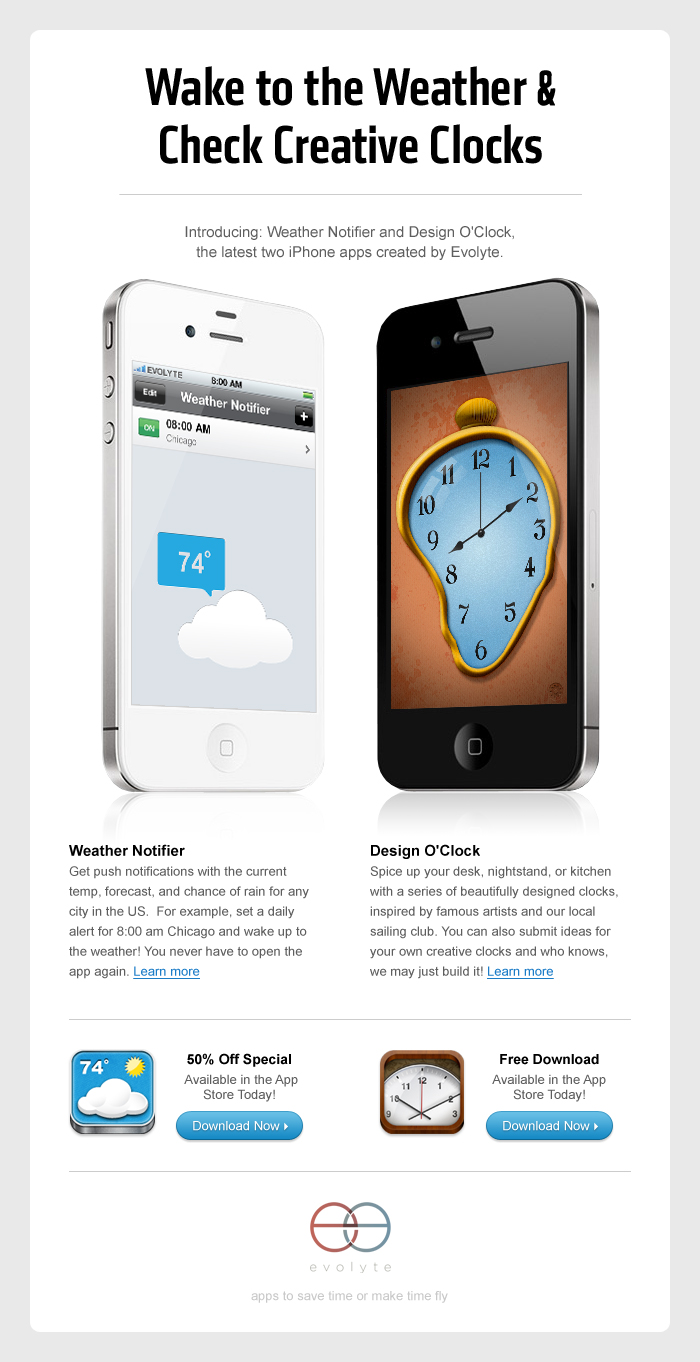 Wake to the Weather &
Check Creative Clocks
Introducing: Weather Notifier and Design O'Clock,
the latest two iPhone apps created by Evolyte.
EVOLYTE
8:00 AM
Edit
Weather Notifier
+
ON
08:00 AM
Chicago
74°
12
1
2
3
4
5
6
7
8
9
10
11
Weather Notifier
Get push notifications with the current
temp, forecast, and chance of rain for any
city in the US.  For example, set a daily
alert for 8:00 am Chicago and wake up to
the weather! You never have to open the
app again. Learn more
Design O'Clock
Spice up your desk, nightstand, or kitchen
with a series of beautifully designed clocks,
inspired by famous artists and our local
sailing club. You can also submit ideas for
your own creative clocks and who knows,
we may just build it! Learn more
74°
50% Off Special
Available in the App
Store Today!
Download Now
9
10
11
12
1
2
3
Free Download
Available in the App
Store Today!
Download Now
evolyte
apps to save time or make time fly